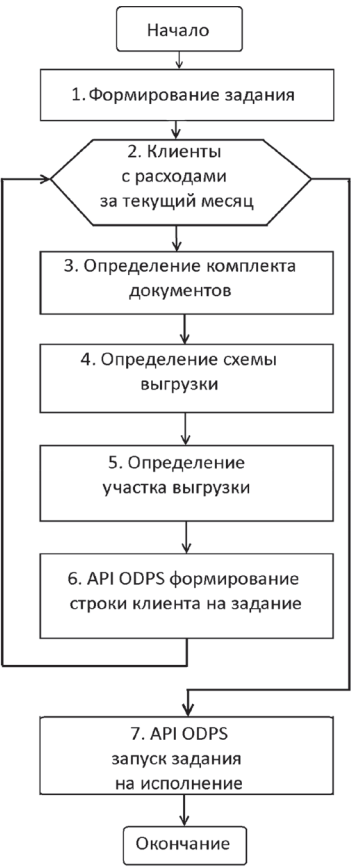 Начало
1. Формирование задания
2. Клиенты
с расходами
за текущий месяц
3. Определение комплекта
документов
4. Определение схемы
выгрузки
5. Определение
участка выгрузки
6. API ODPS формирование
строки клиента на задание
7. API ODPS
запуск задания
на исполнение
Окончание